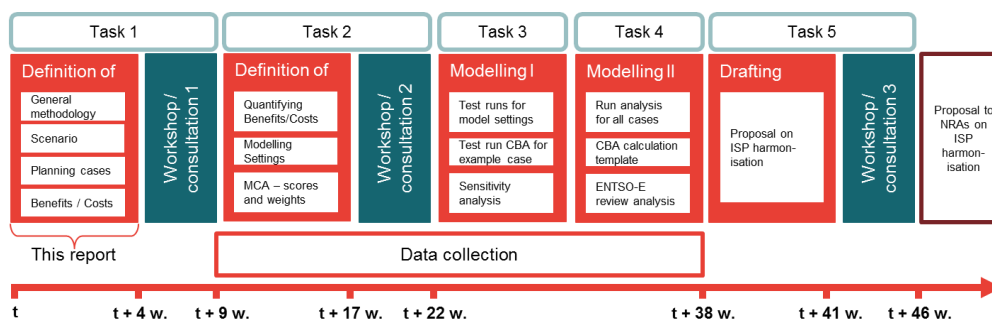 Task 1
Task 2
Task 3
Task 4
Task 5
Definition of
General
methodology
Scenario
Planning cases
Benefits / Costs
Workshop /
consultation 1
Definition of
Quantifying
Benefits/Costs
Modelling
Settings
MCA – scores
and weights
Workshop /
consultation 2
Modelling I
Test runs for
model settings
Test run CBA for
example case
Sensitivity
analysis
Modelling II
Run analysis
for all cases
CBA calculation
template
ENTSO-E
review analysis
Drafting
Proposal on
ISP harmon-
isation
Workshop /
consultation 3
Proposal to
NRAs on
ISP
harmon-
isation
This report
Data collection
t
t + 4 w.
t + 9 w.
t + 17 w.
t + 22 w.
t + 38 w.
t + 41 w.
t + 46 w.